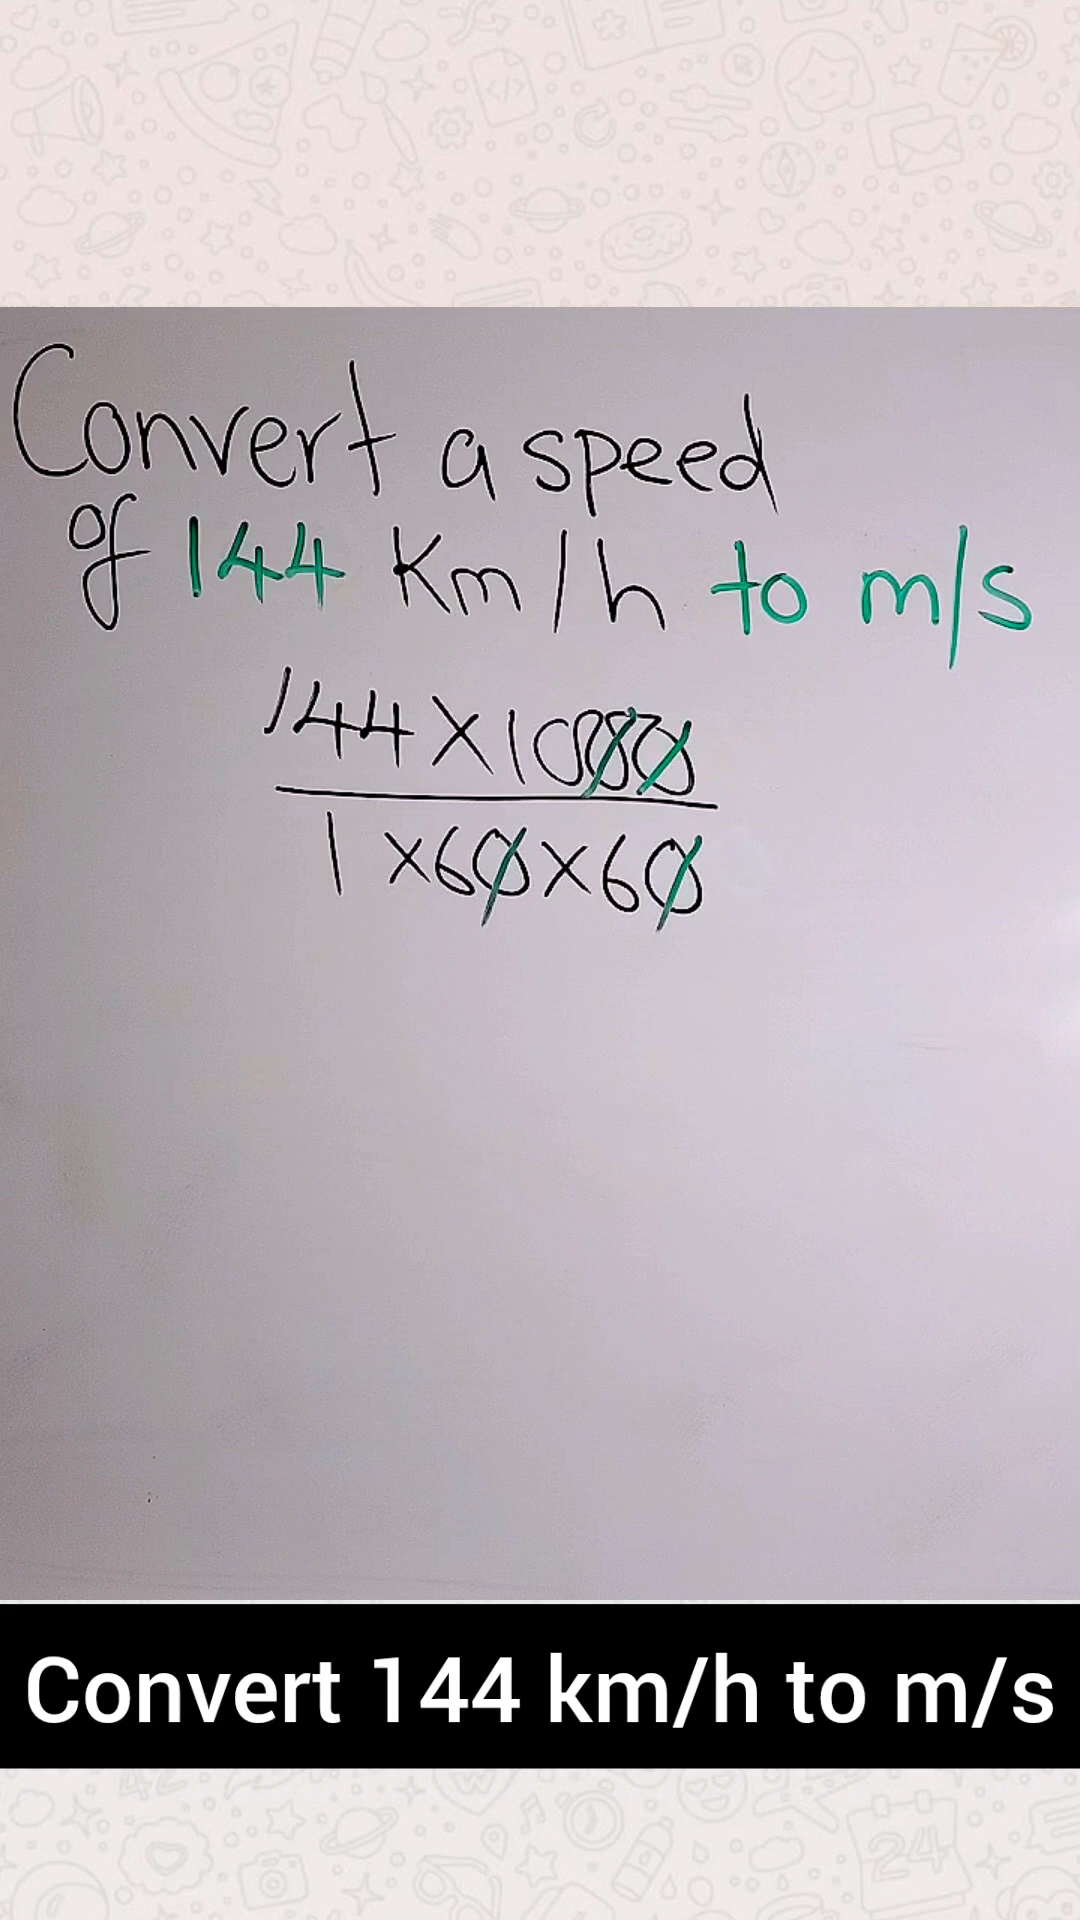 Convert a speed
of 144 Km/h to m/s
144 × 1000
1 × 60 × 60
Convert 144 km/h to m/s